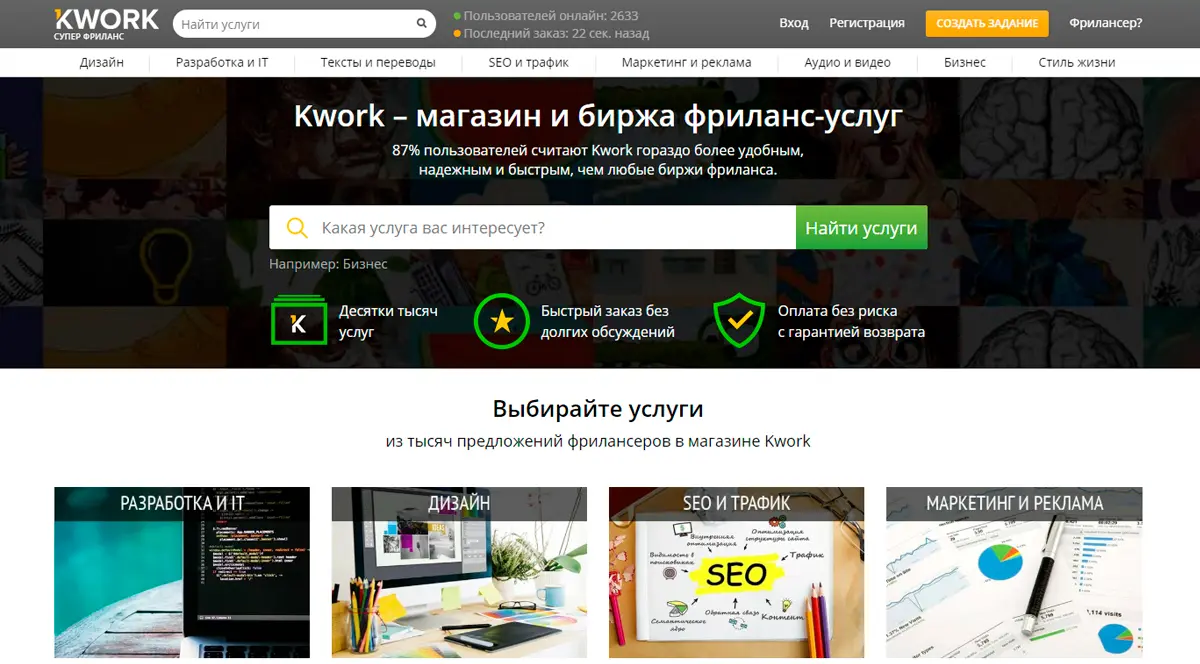 KWORK
СУПЕР ФРИЛАНС
Найти услуги
Пользователей онлайн: 2633
Последний заказ: 22 сек. назад
Вход
Регистрация
СОЗДАТЬ ЗАДАНИЕ
Фрилансер?
Дизайн
Разработка и IT
Тексты и переводы
SEO и трафик
Маркетинг и реклама
Аудио и видео
Бизнес
Стиль жизни
Kwork – магазин и биржа фриланс-услуг
87% пользователей считают Kwork гораздо более удобным,
надежным и быстрым, чем любые биржи фриланса.
Какая услуга вас интересует?
Найти услуги
Например: Бизнес
K
Десятки тысяч
услуг
Быстрый заказ без
долгих обсуждений
Оплата без риска
с гарантией возврата
Выбирайте услуги
из тысяч предложений фрилансеров в магазине Kwork
РАЗРАБОТКА И IT
ДИЗАЙН
IDEAS
SEO И ТРАФИК
Внутренняя
оптимизация
Оптимизация
структуры сайта
Видимость в
поисковиках
Трафик
SEO
Семантическое
ядро
Обратная связь
Контент
МАРКЕТИНГ И РЕКЛАМА
1,114 visits